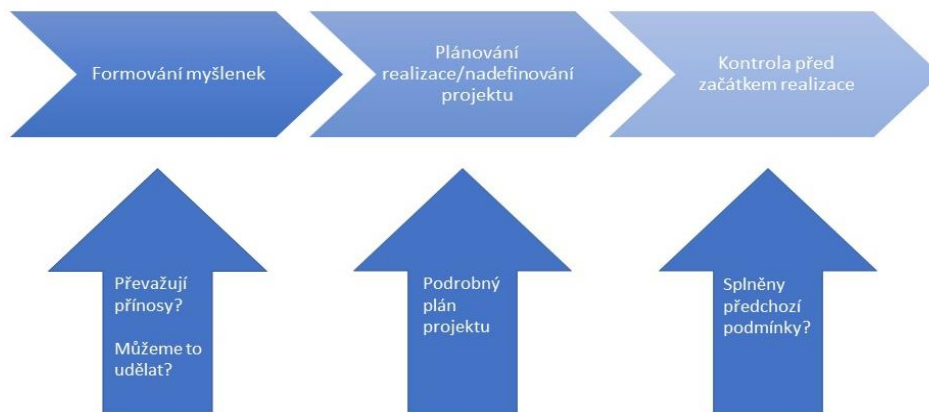 Formování myšlenek
Plánování
realizace/nadefinování
projektu
Kontrola před
začátkem realizace
Převažují
přínosy?
Můžeme to
udělat?
Podrobný
plán
projektu
Splněny
předchozí
podmínky?